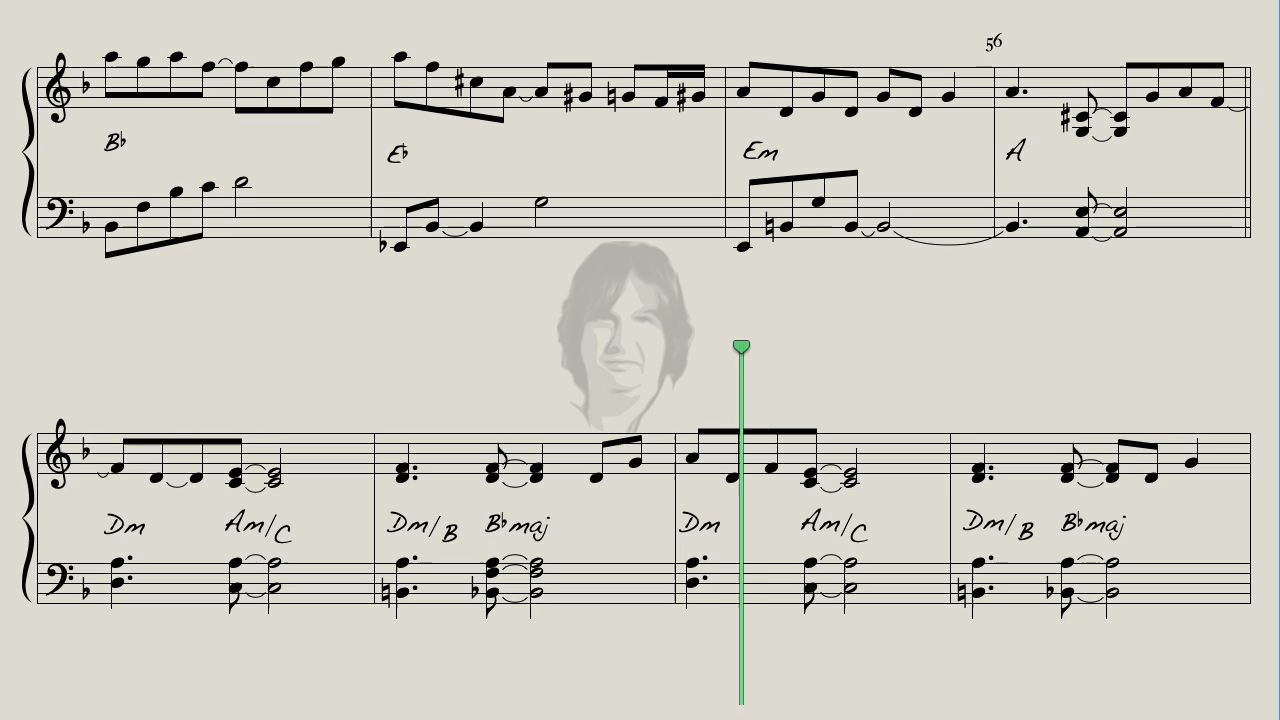 56
B♭ E♭ Em A
Dm Am/C Dm/B B♭maj Dm Am/C Dm/B B♭maj